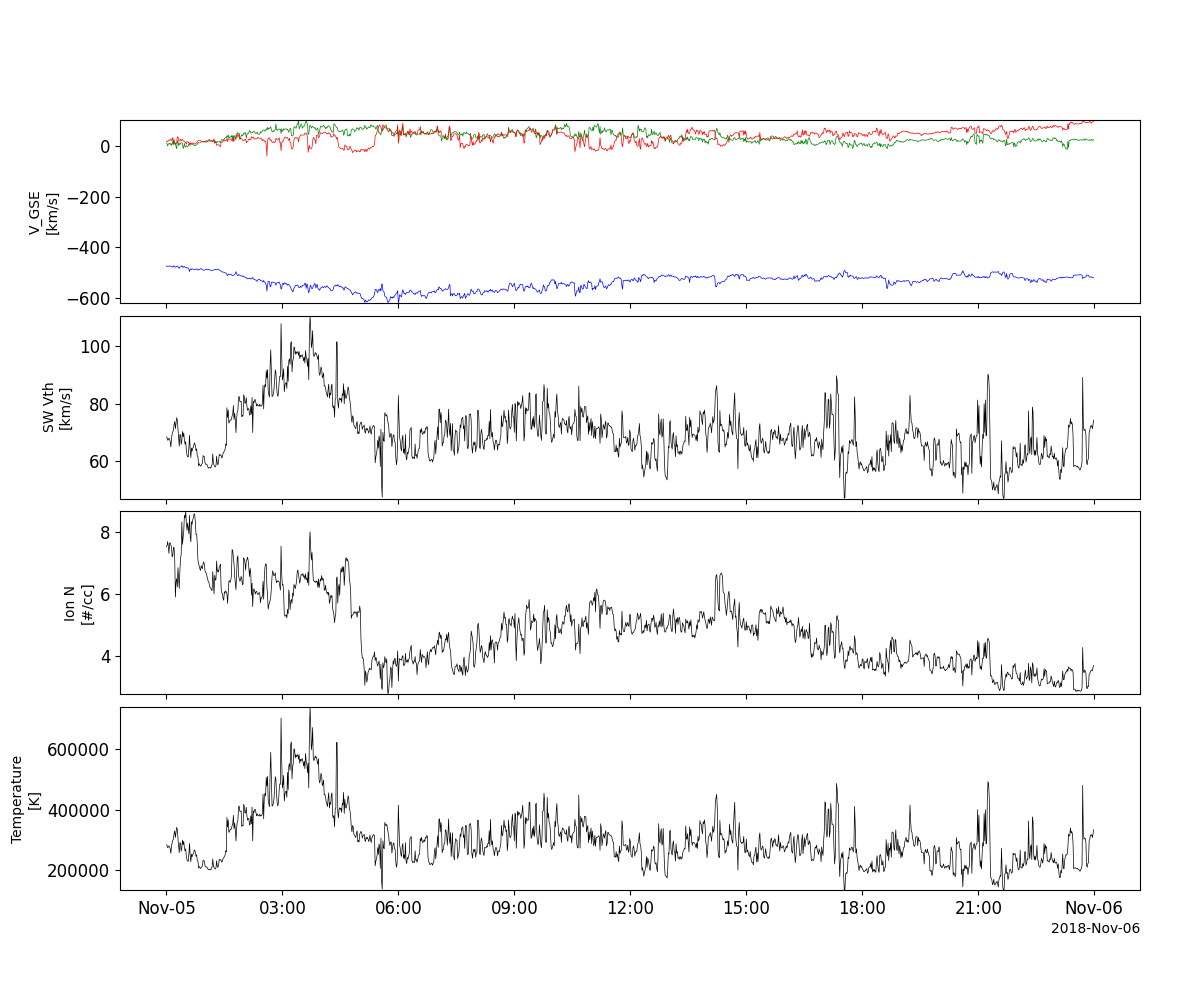 0
−200
−400
−600
V_GSE
[km/s]
100
80
60
SW Vth
[km/s]
8
6
4
Ion N
[#/cc]
600000
400000
200000
Temperature
[K]
Nov-05 03:00 06:00 09:00 12:00 15:00 18:00 21:00 Nov-06
2018-Nov-06